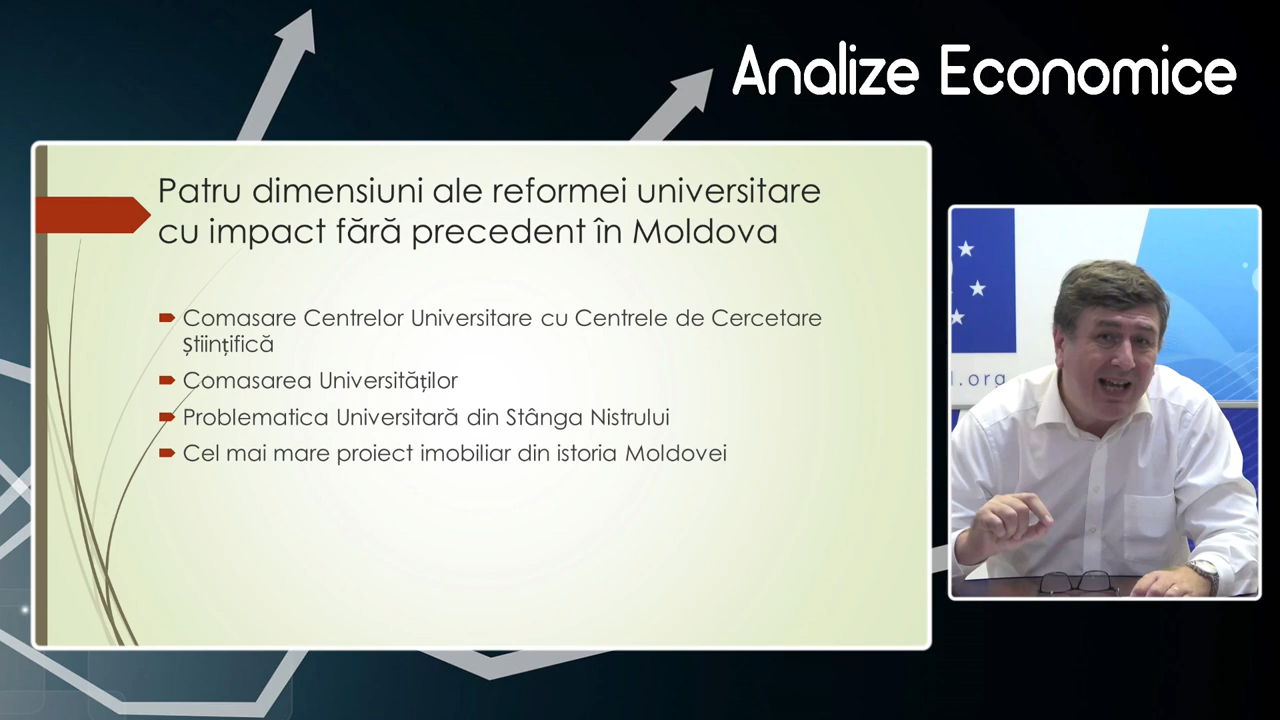 Analize Economice
Patru dimensiuni ale reformei universitare
cu impact fără precedent în Moldova
Comasare Centrelor Universitare cu Centrele de Cercetare
Științifică
Comasarea Universităților
Problematica Universitară din Stânga Nistrului
Cel mai mare proiect imobiliar din istoria Moldovei
l.org